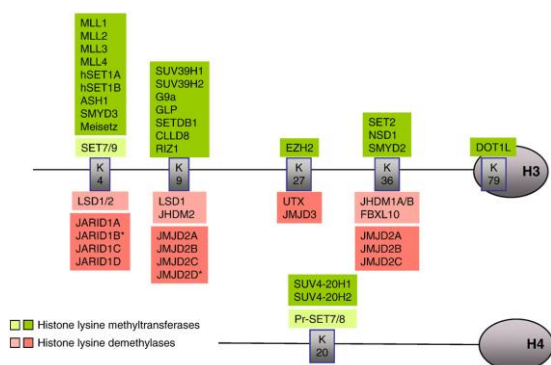 MLL1
MLL2
MLL3
MLL4
hSET1A
hSET1B
ASH1
SMYD3
Meisetz
SET7/9
K
4
LSD1/2
JARID1A
JARID1B*
JARID1C
JARID1D
SUV39H1
SUV39H2
G9a
GLP
SETDB1
CLLD8
RIZ1
K
9
LSD1
JHDM2
JMJD2A
JMJD2B
JMJD2C
JMJD2D*
EZH2
K
27
UTX
JMJD3
SET2
NSD1
SMYD2
K
36
JHDM1A/B
FBXL10
JMJD2A
JMJD2B
JMJD2C
DOT1L
K
79
H3
SUV4-20H1
SUV4-20H2
Pr-SET7/8
K
20
H4
Histone lysine methyltransferases
Histone lysine demethylases